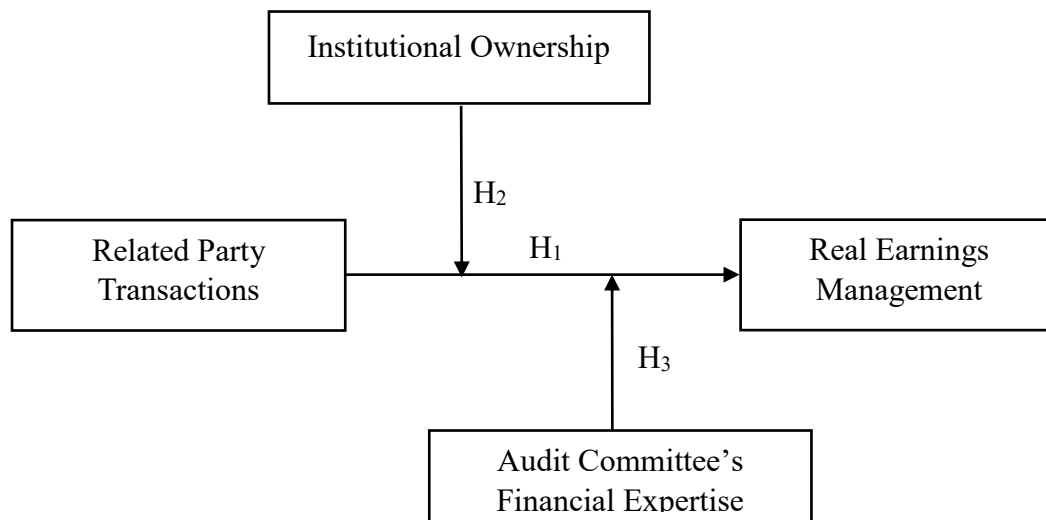 Institutional Ownership
H₂
Related Party
Transactions
H₁
Real Earnings
Management
H₃
Audit Committee’s
Financial Expertise